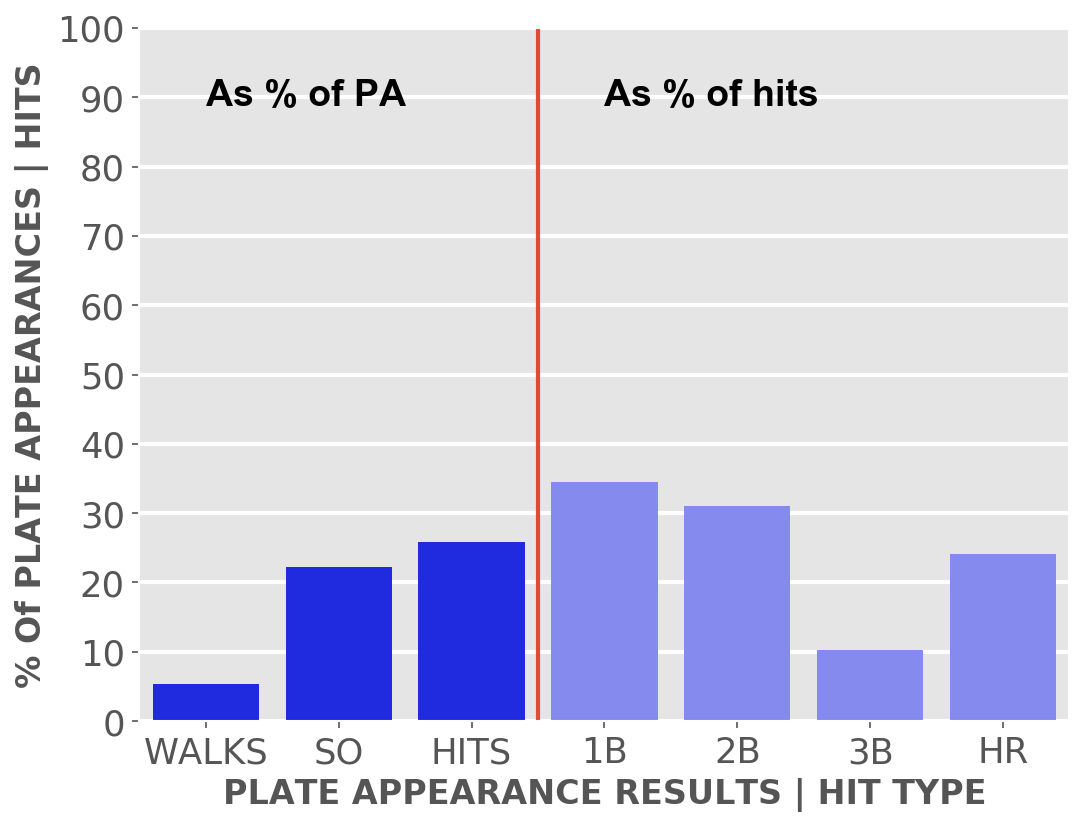 % Of PLATE APPEARANCES | HITS
100
90
80
70
60
50
40
30
20
10
0
As % of PA
As % of hits
WALKS
SO
HITS
1B
2B
3B
HR
PLATE APPEARANCE RESULTS | HIT TYPE